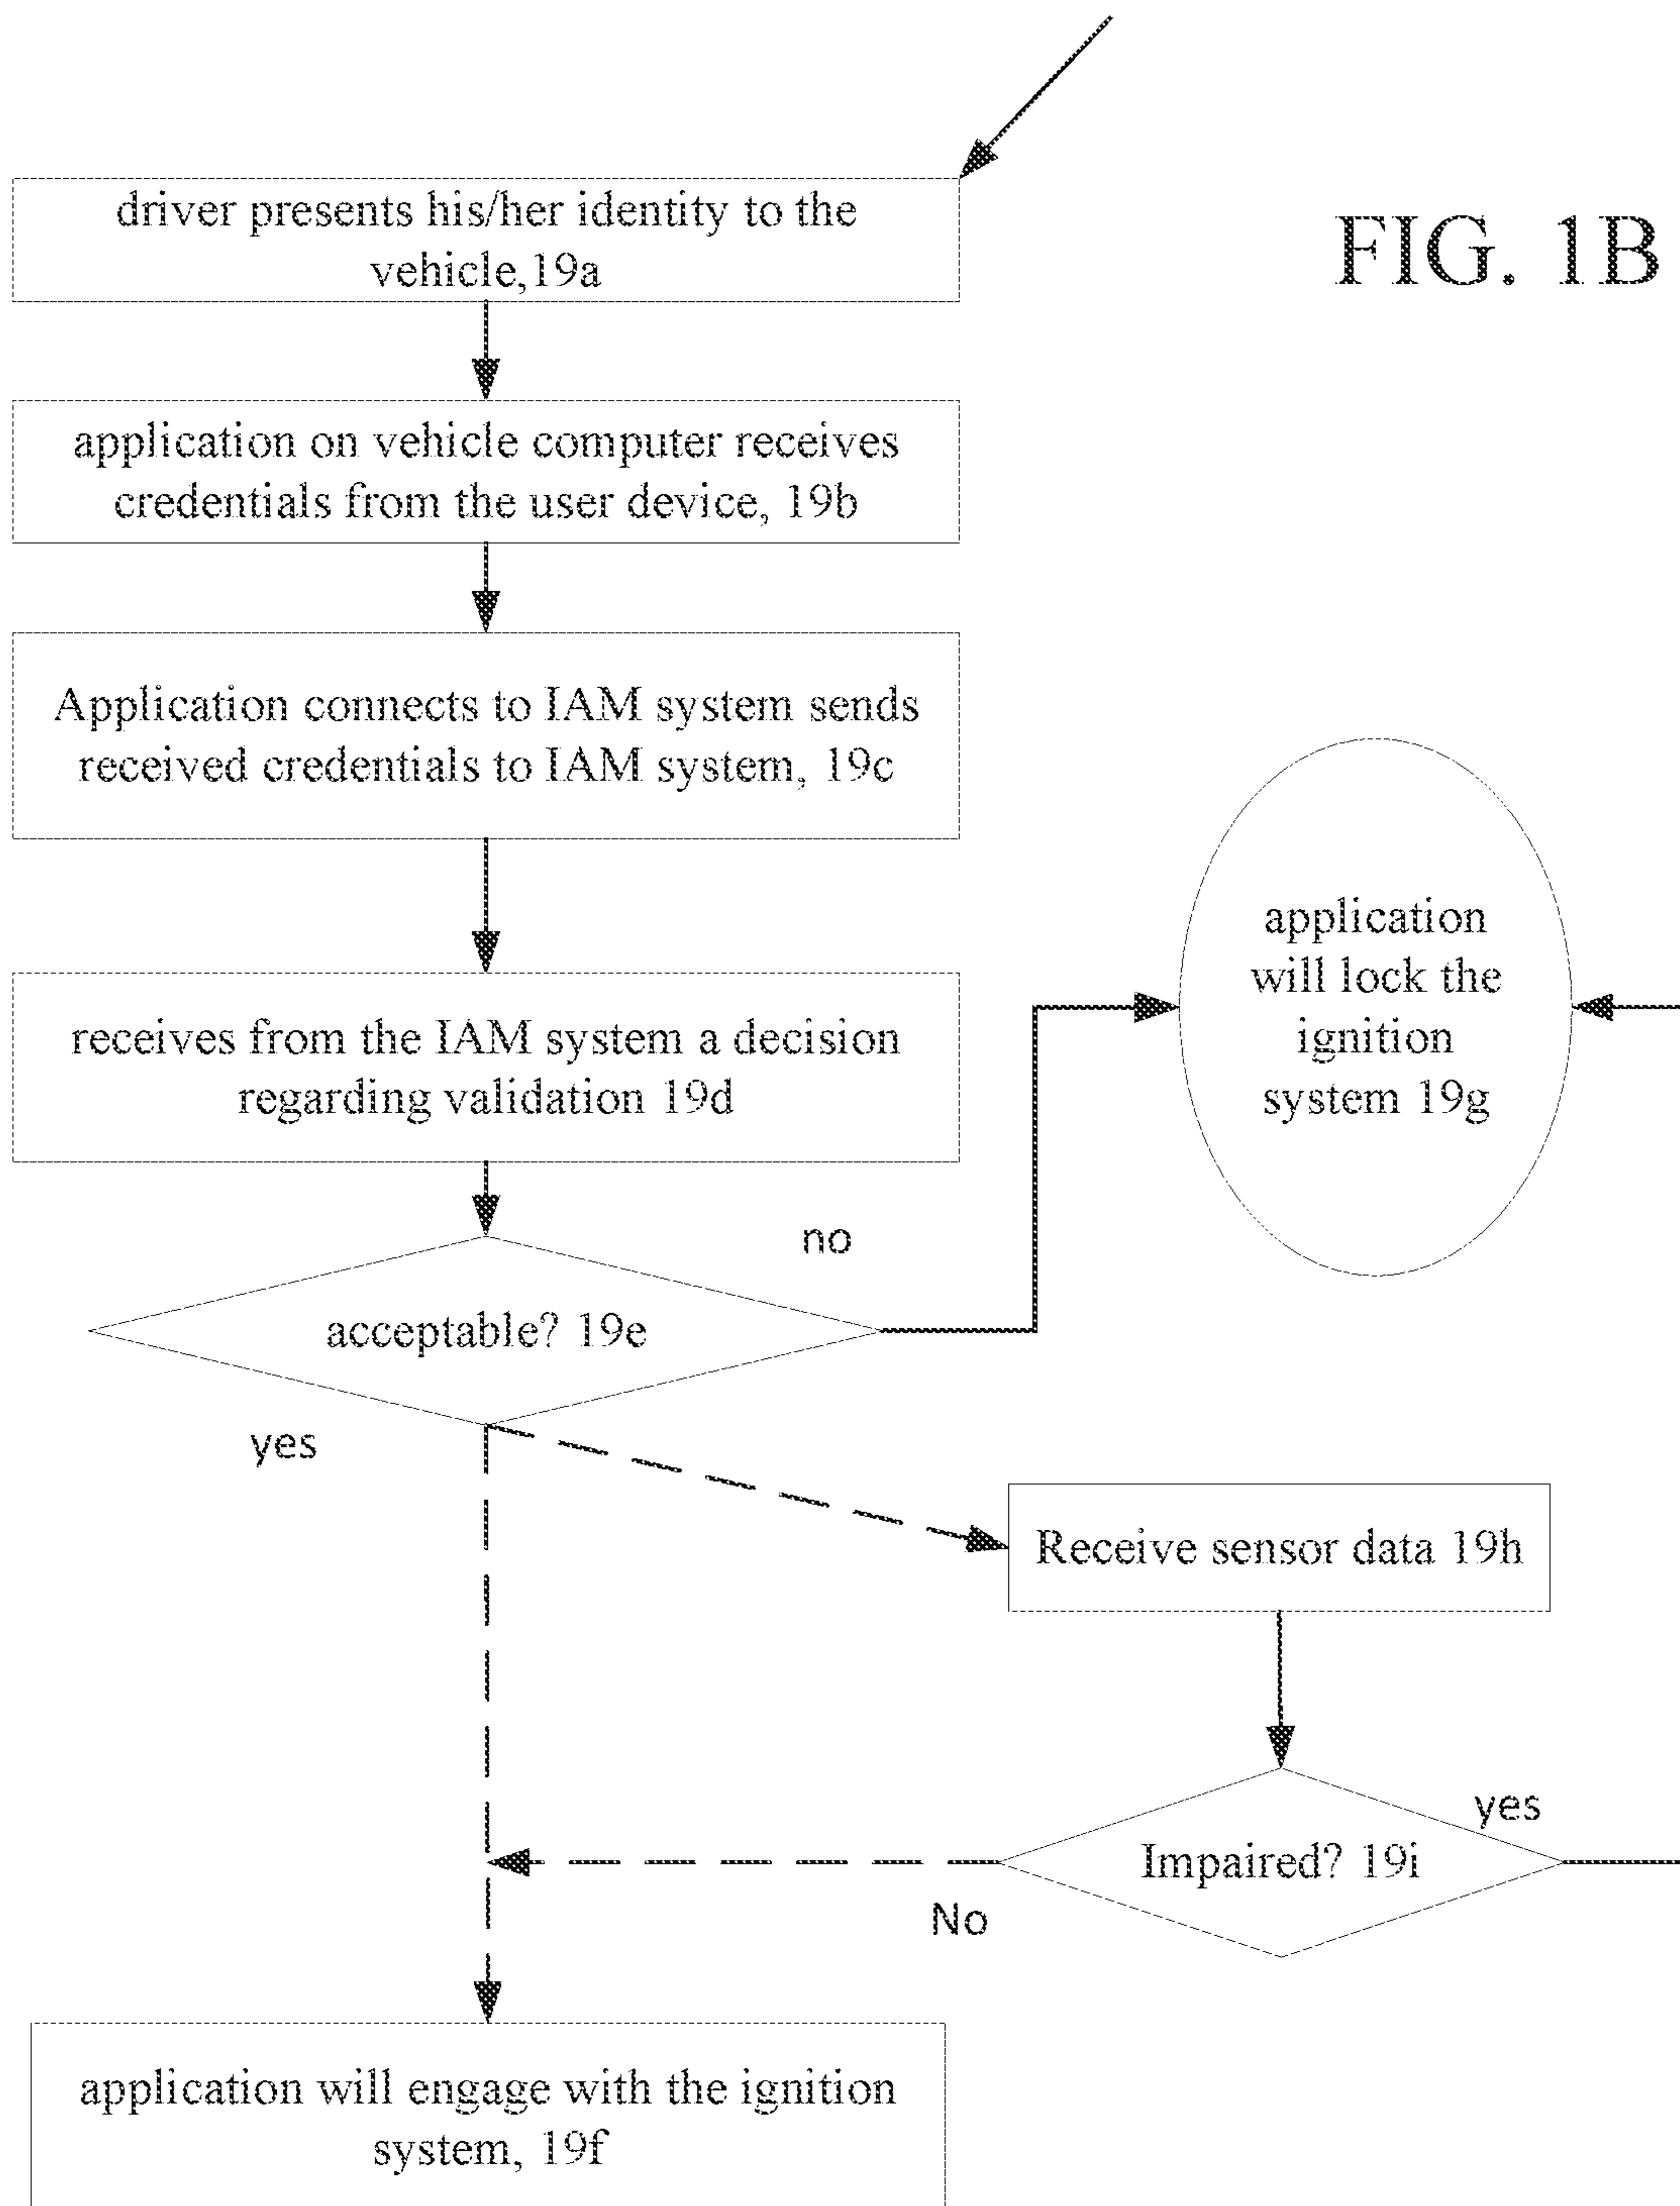 FIG. 1B
driver presents his/her identity to the
vehicle,19a
application on vehicle computer receives
credentials from the user device, 19b
Application connects to IAM system sends
received credentials to IAM system, 19c
receives from the IAM system a decision
regarding validation 19d
application
will lock the
ignition
system 19g
no
acceptable? 19e
yes
Receive sensor data 19h
yes
Impaired? 19i
No
application will engage with the ignition
system, 19f